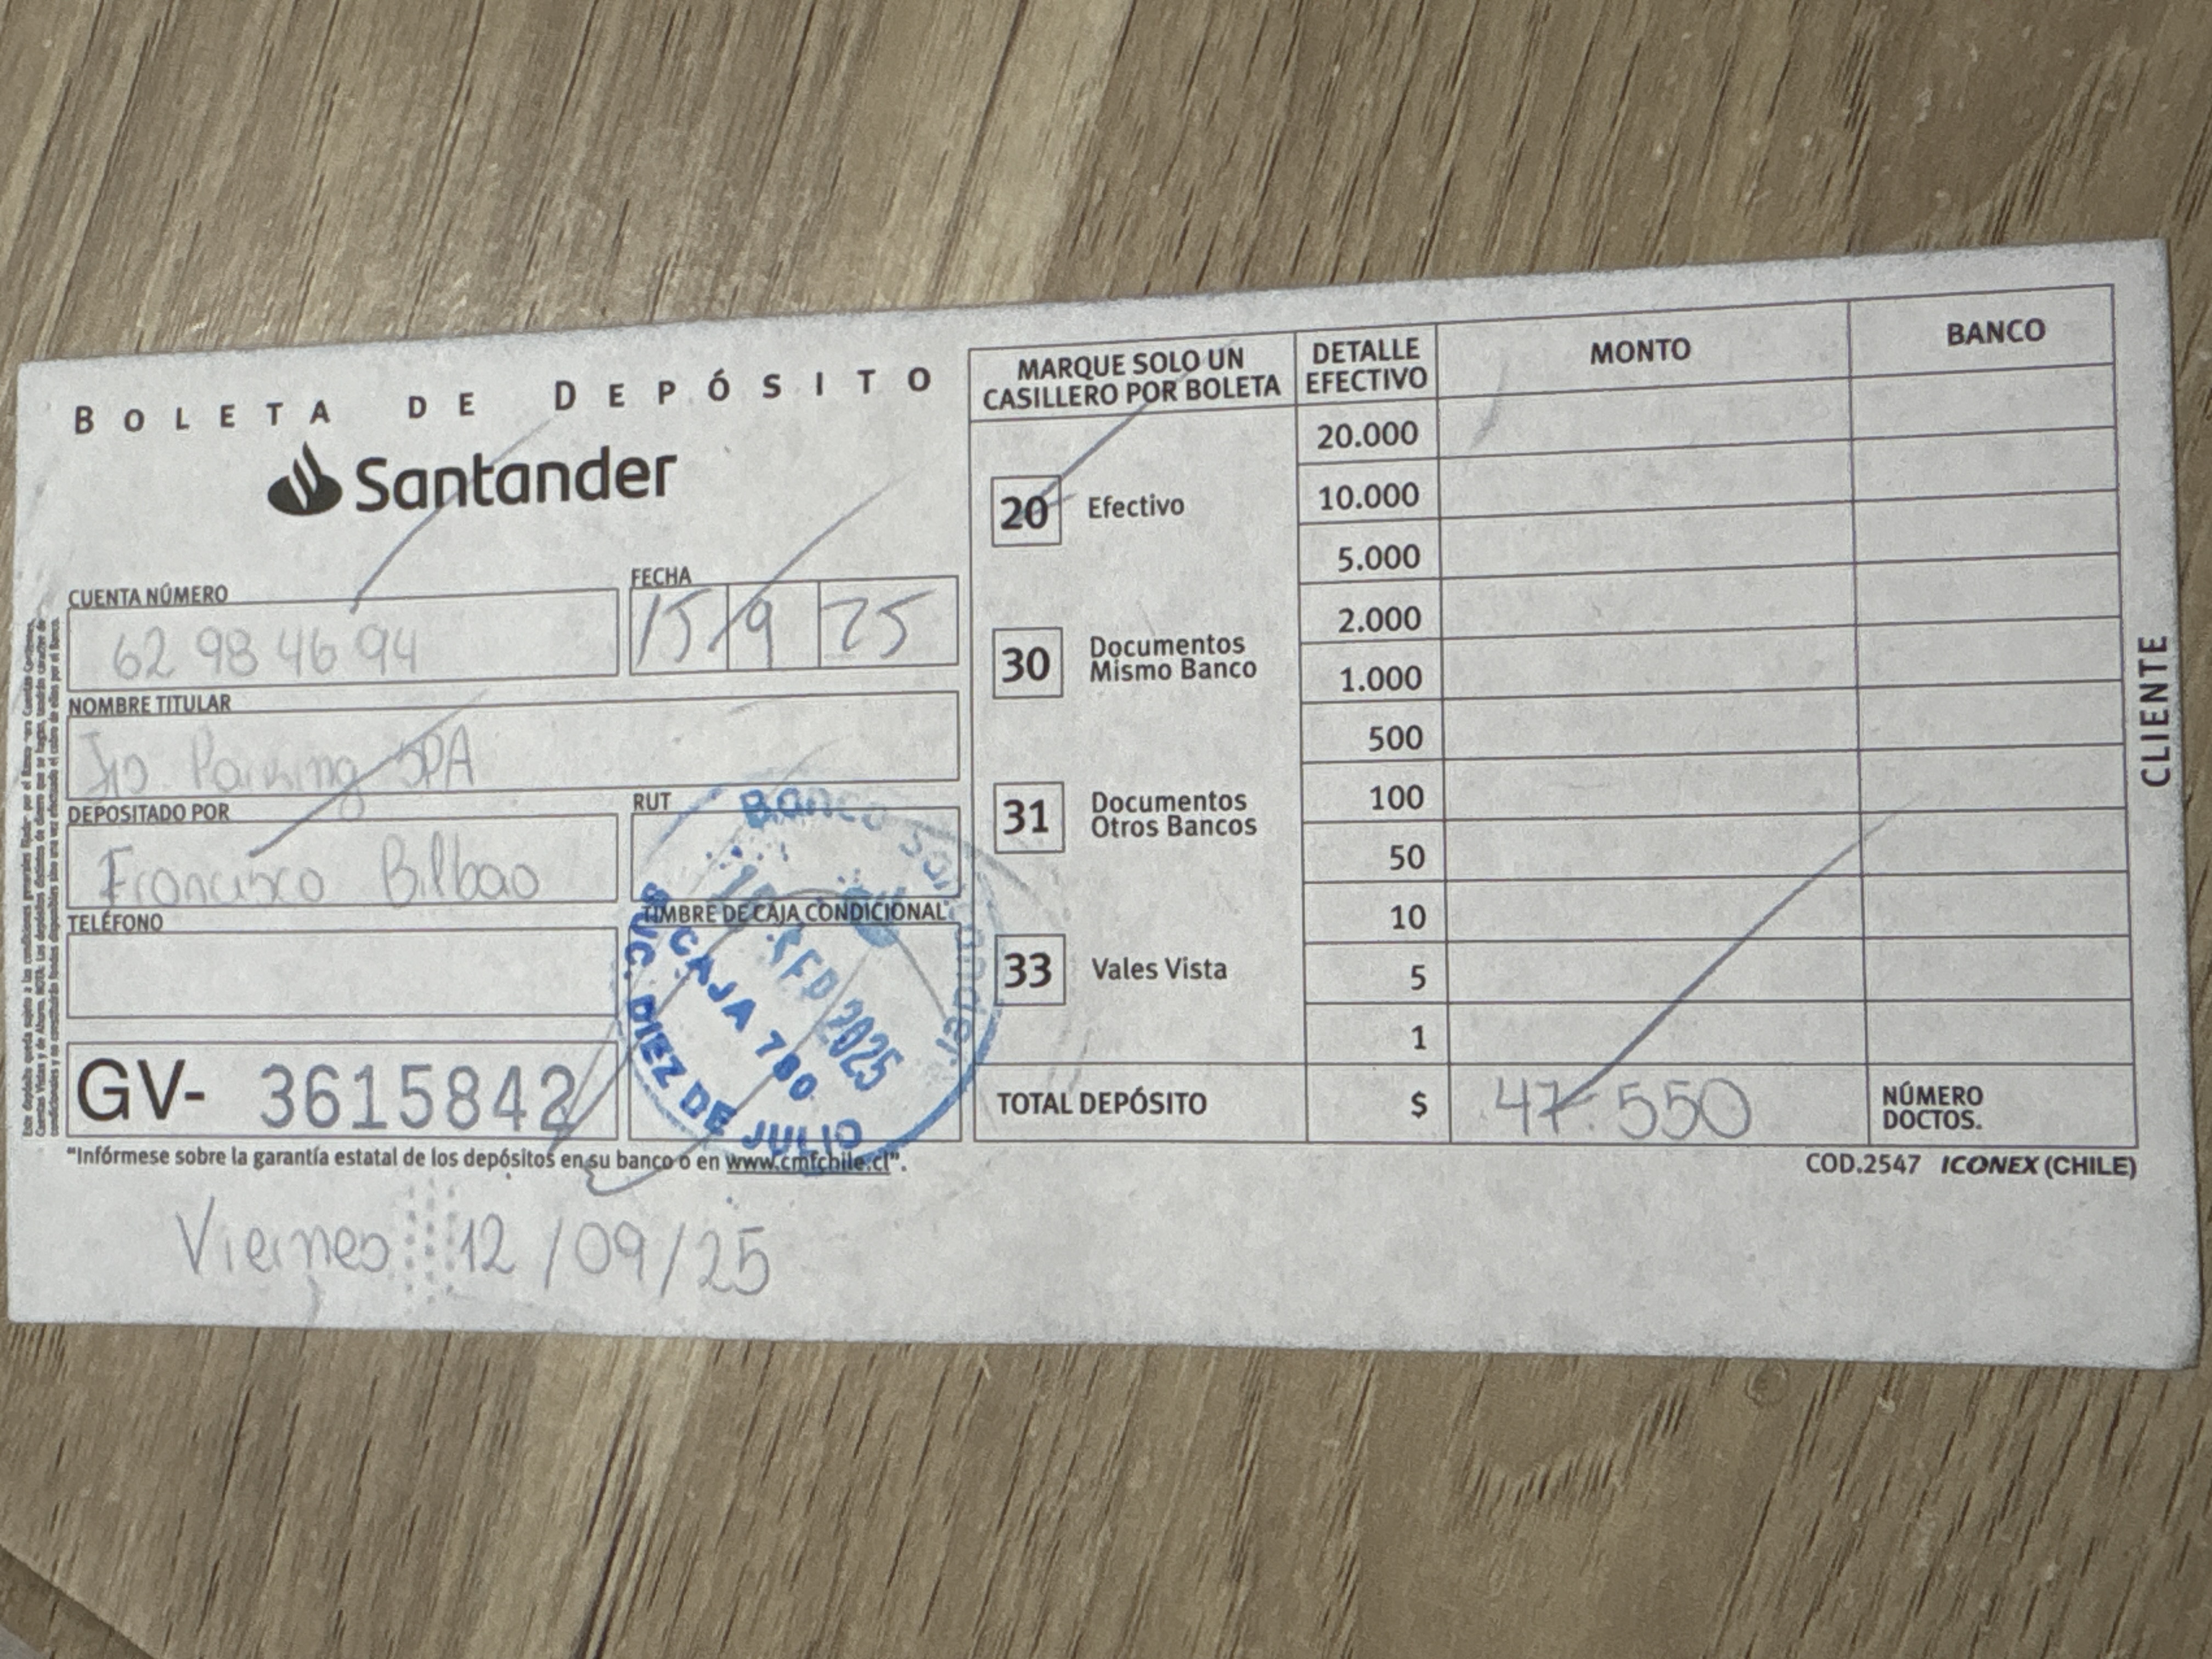 BOLETA DE DEPÓSITO
Santander
CUENTA NÚMERO
62 98 46 94
FECHA
15 9 25
NOMBRE TITULAR
Parking SPA
DEPOSITADO POR
Francisco Bilbao
RUT
TELÉFONO
TIMBRE DE CAJA CONDICIONAL
Banco Santander
SEP 2025
CAJA 780
SUC. DIEZ DE JULIO
GV- 3615842
"Infórmese sobre la garantía estatal de los depósitos en su banco o en www.cmfchile.cl".
Viernes 12/09/25
MARQUE SOLO UN
CASILLERO POR BOLETA
20 Efectivo
30 Documentos
Mismo Banco
31 Documentos
Otros Bancos
33 Vales Vista
TOTAL DEPÓSITO
DETALLE
EFECTIVO
20.000
10.000
5.000
2.000
1.000
500
100
50
10
5
1
$
MONTO
47.550
BANCO
NÚMERO
DOCTOS.
COD.2547 ICONEX (CHILE)
CLIENTE